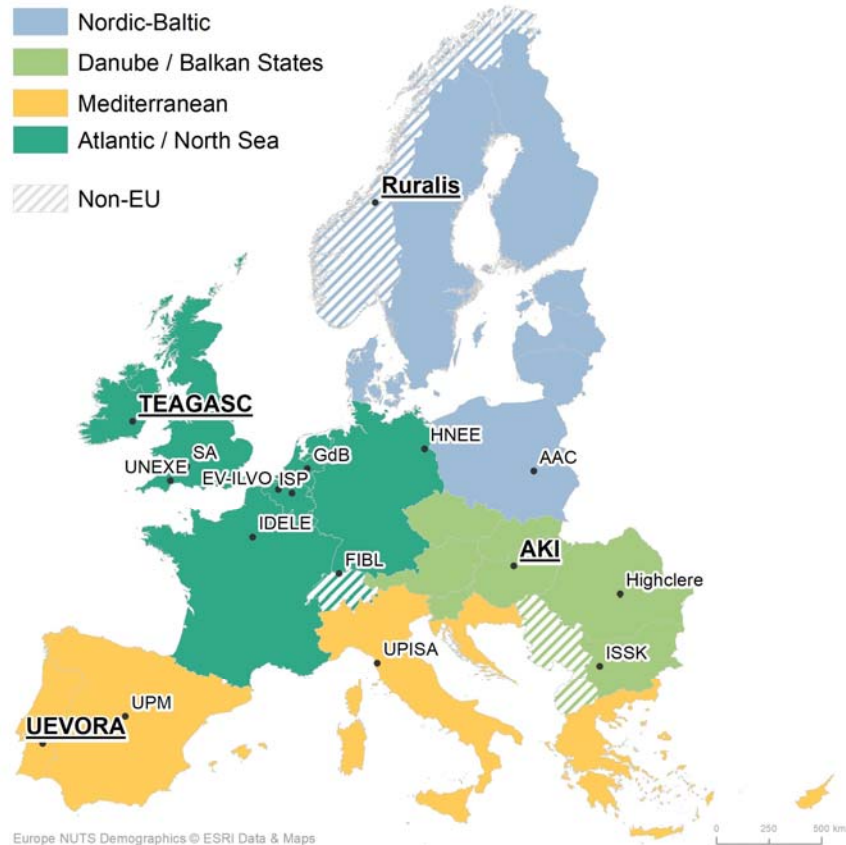 Nordic-Baltic
Danube / Balkan States
Mediterranean
Atlantic / North Sea
Non-EU
Ruralis
TEAGASC
HNEE
GdB
SA
AAC
UNEXE
EV-ILVO ISP
IDELE
AKI
FIBL
Highclere
UPISA
ISSK
UPM
UEVORA
Europe NUTS Demographics © ESRI Data & Maps
0 250 500 km